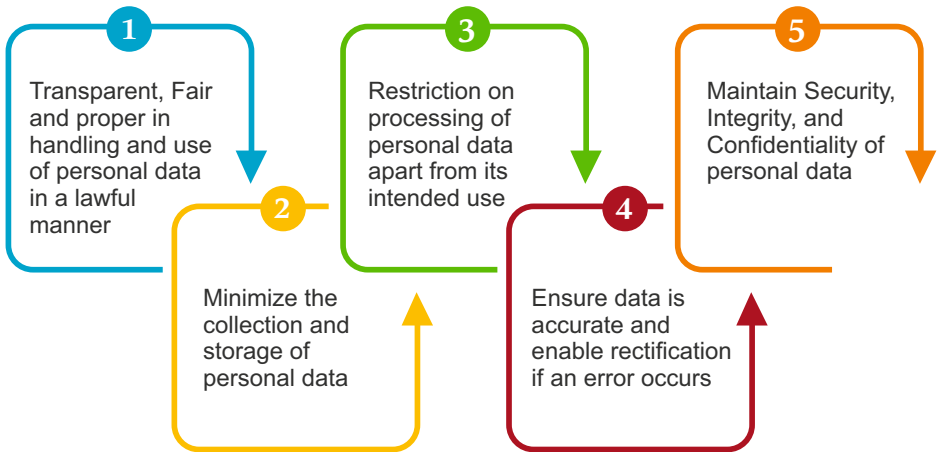 1
Transparent, Fair
and proper in
handling and use
of personal data
in a lawful
manner
2
Minimize the
collection and
storage of
personal data
3
Restriction on
processing of
personal data
apart from its
intended use
4
Ensure data is
accurate and
enable rectification
if an error occurs
5
Maintain Security,
Integrity, and
Confidentiality of
personal data